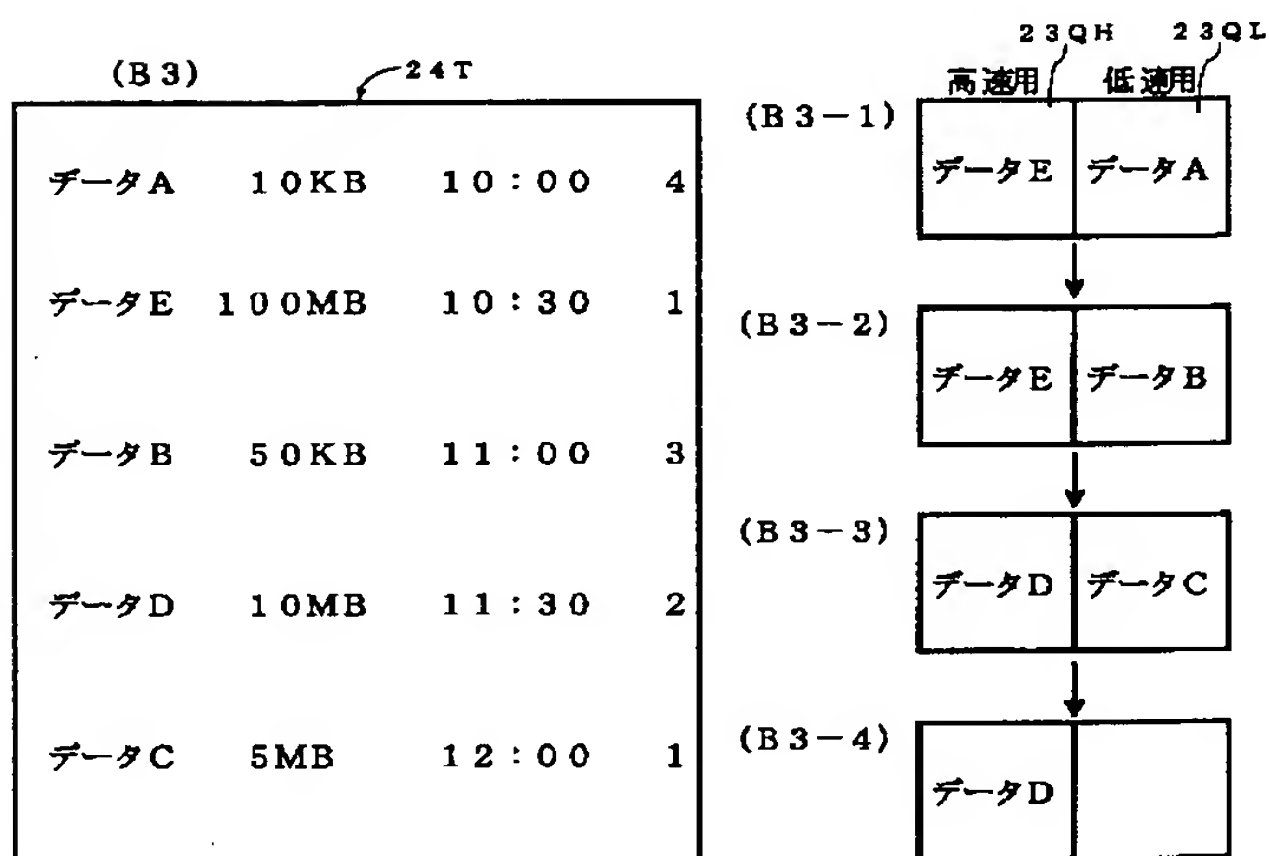 (B3)
24T
データA 10KB 10:00 4
データE 100MB 10:30 1
データB 50KB 11:00 3
データD 10MB 11:30 2
データC 5MB 12:00 1
23QH 23QL
高速用 低速用
(B3-1)
データE データA
(B3-2)
データE データB
(B3-3)
データD データC
(B3-4)
データD